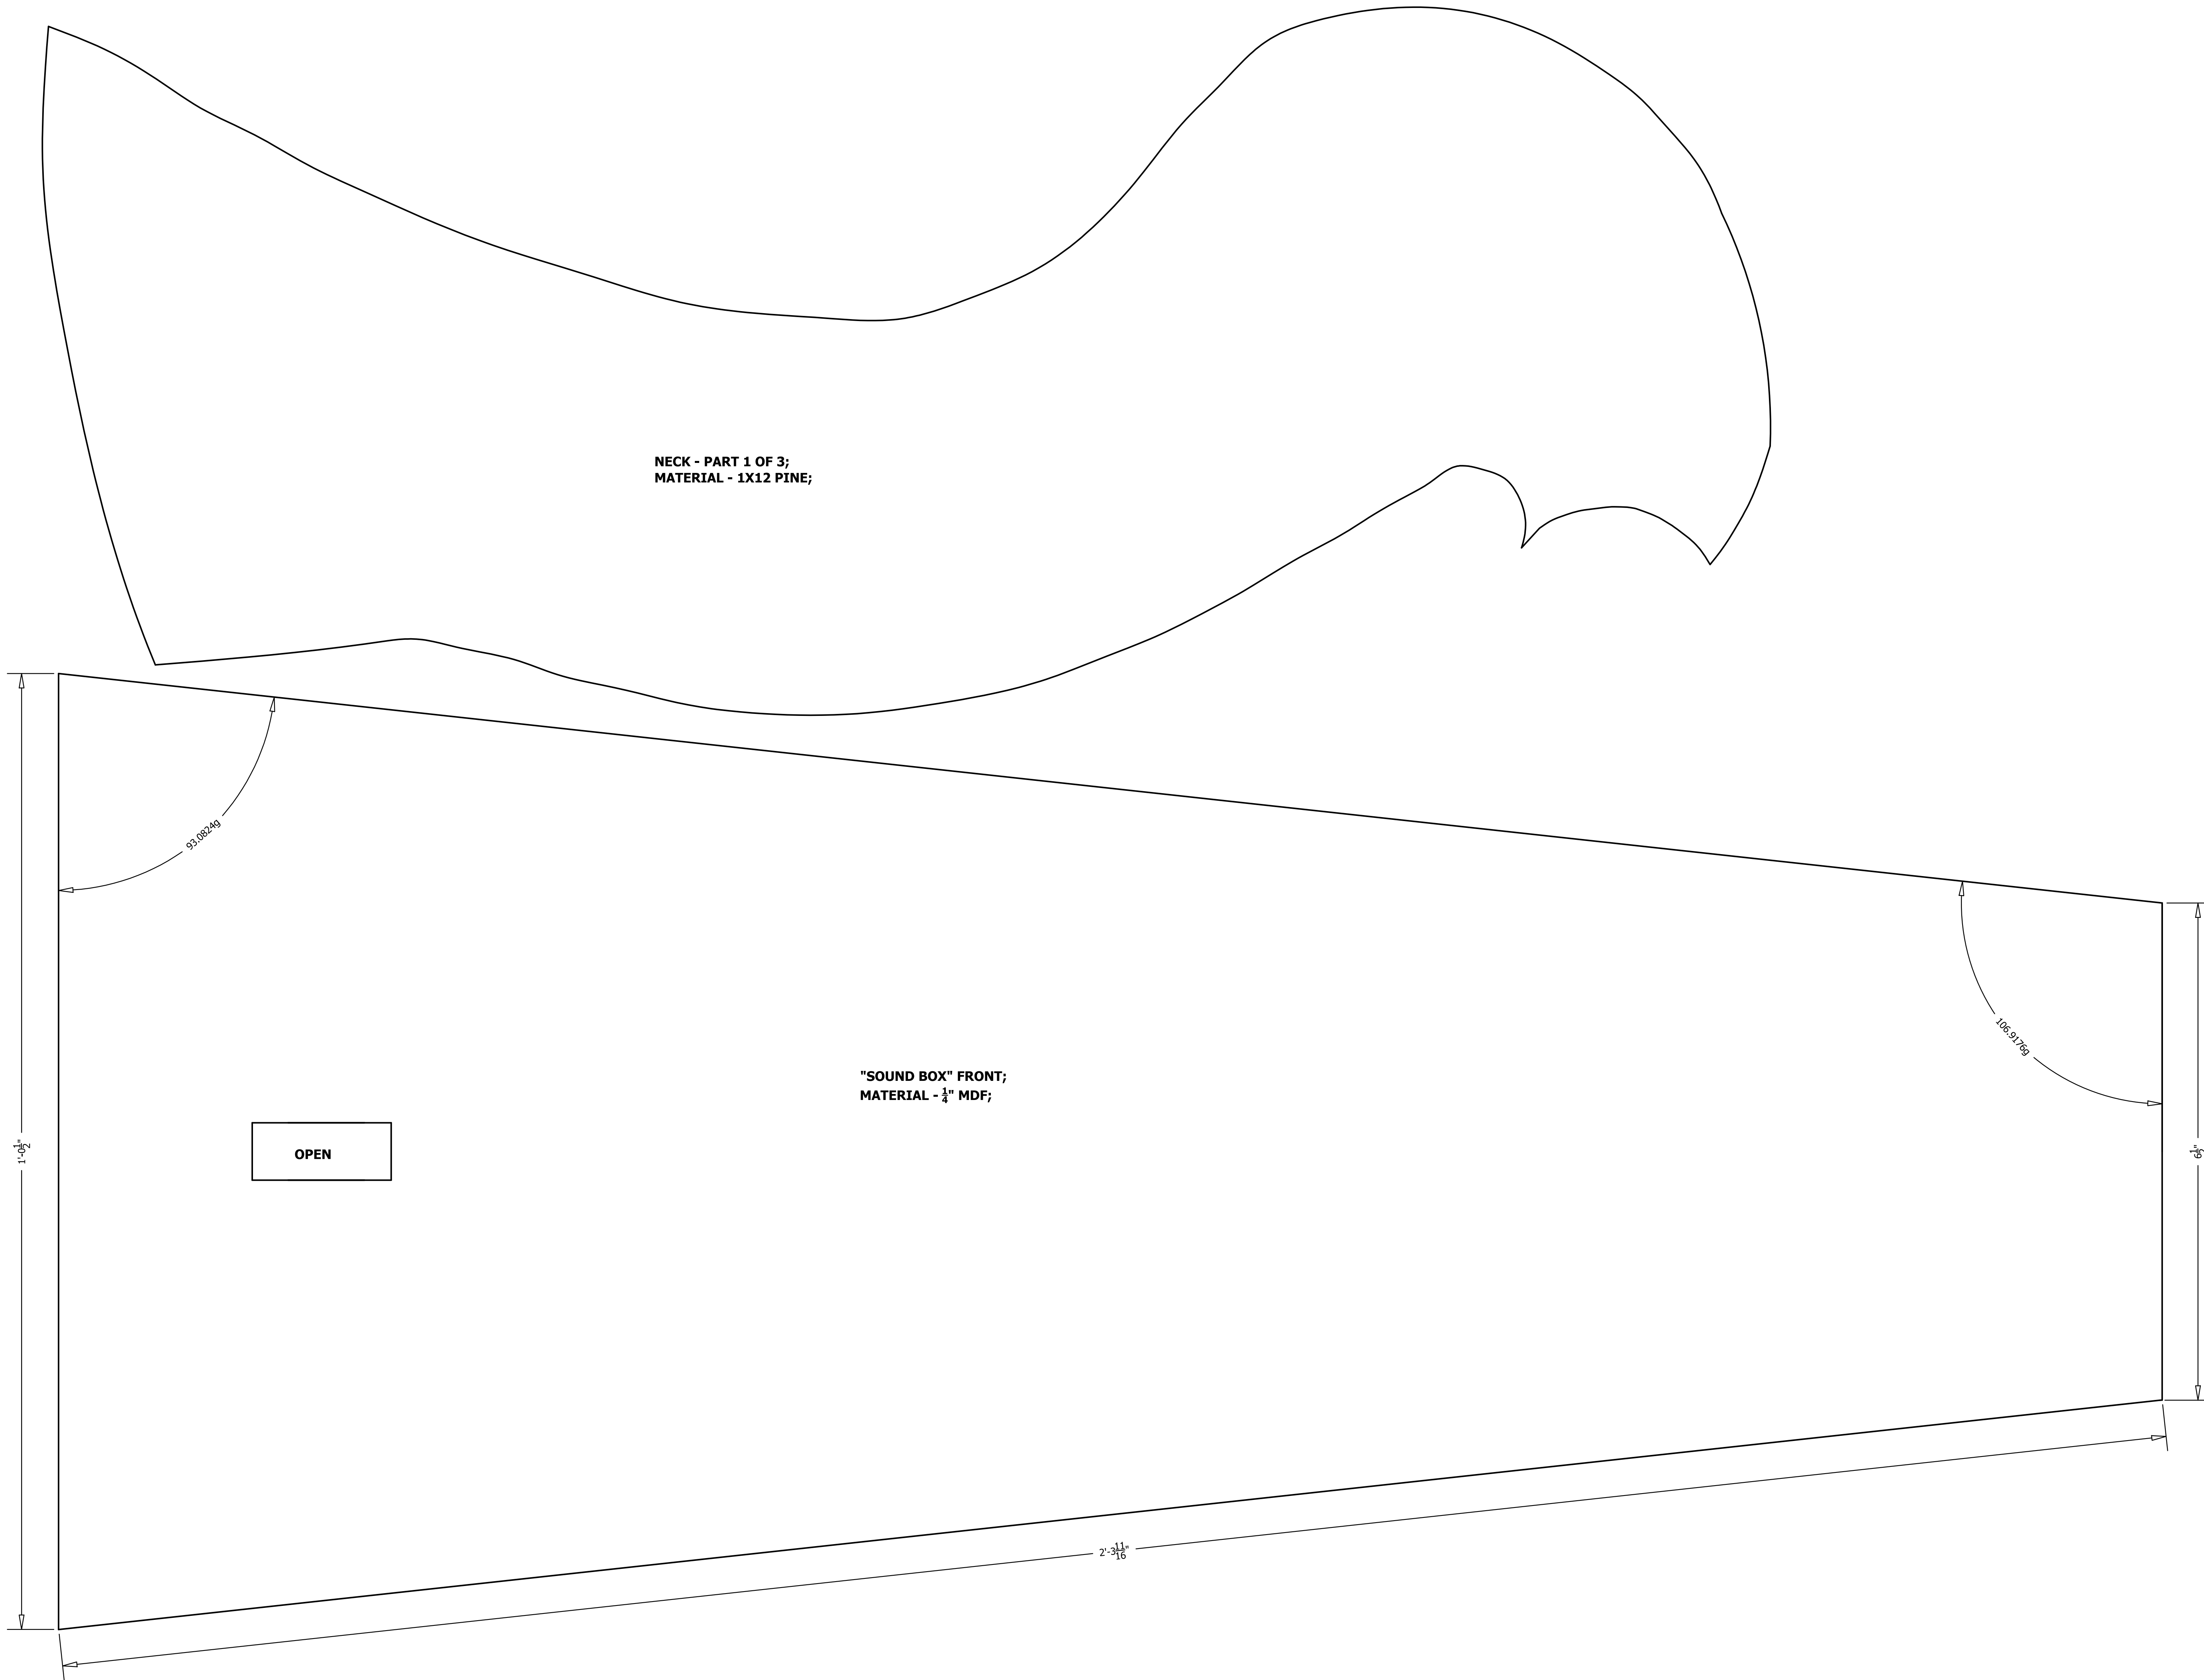 NECK - PART 1 OF 3;
MATERIAL - 1X12 PINE;
93.0824g
106.9176g
"SOUND BOX" FRONT;
MATERIAL - 1/4" MDF;
OPEN
1'-0 1/2"
6 1/2"
2'-3 11/16"